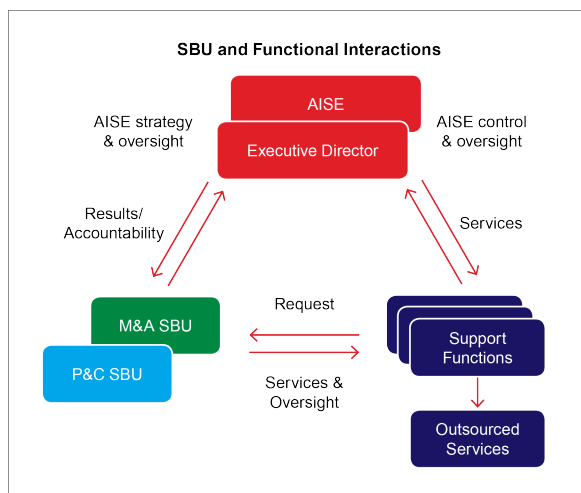 SBU and Functional Interactions
AISE
Executive Director
AISE strategy
& oversight
AISE control
& oversight
Results/
Accountability
Services
M&A SBU
P&C SBU
Request
Services &
Oversight
Support
Functions
Outsourced
Services